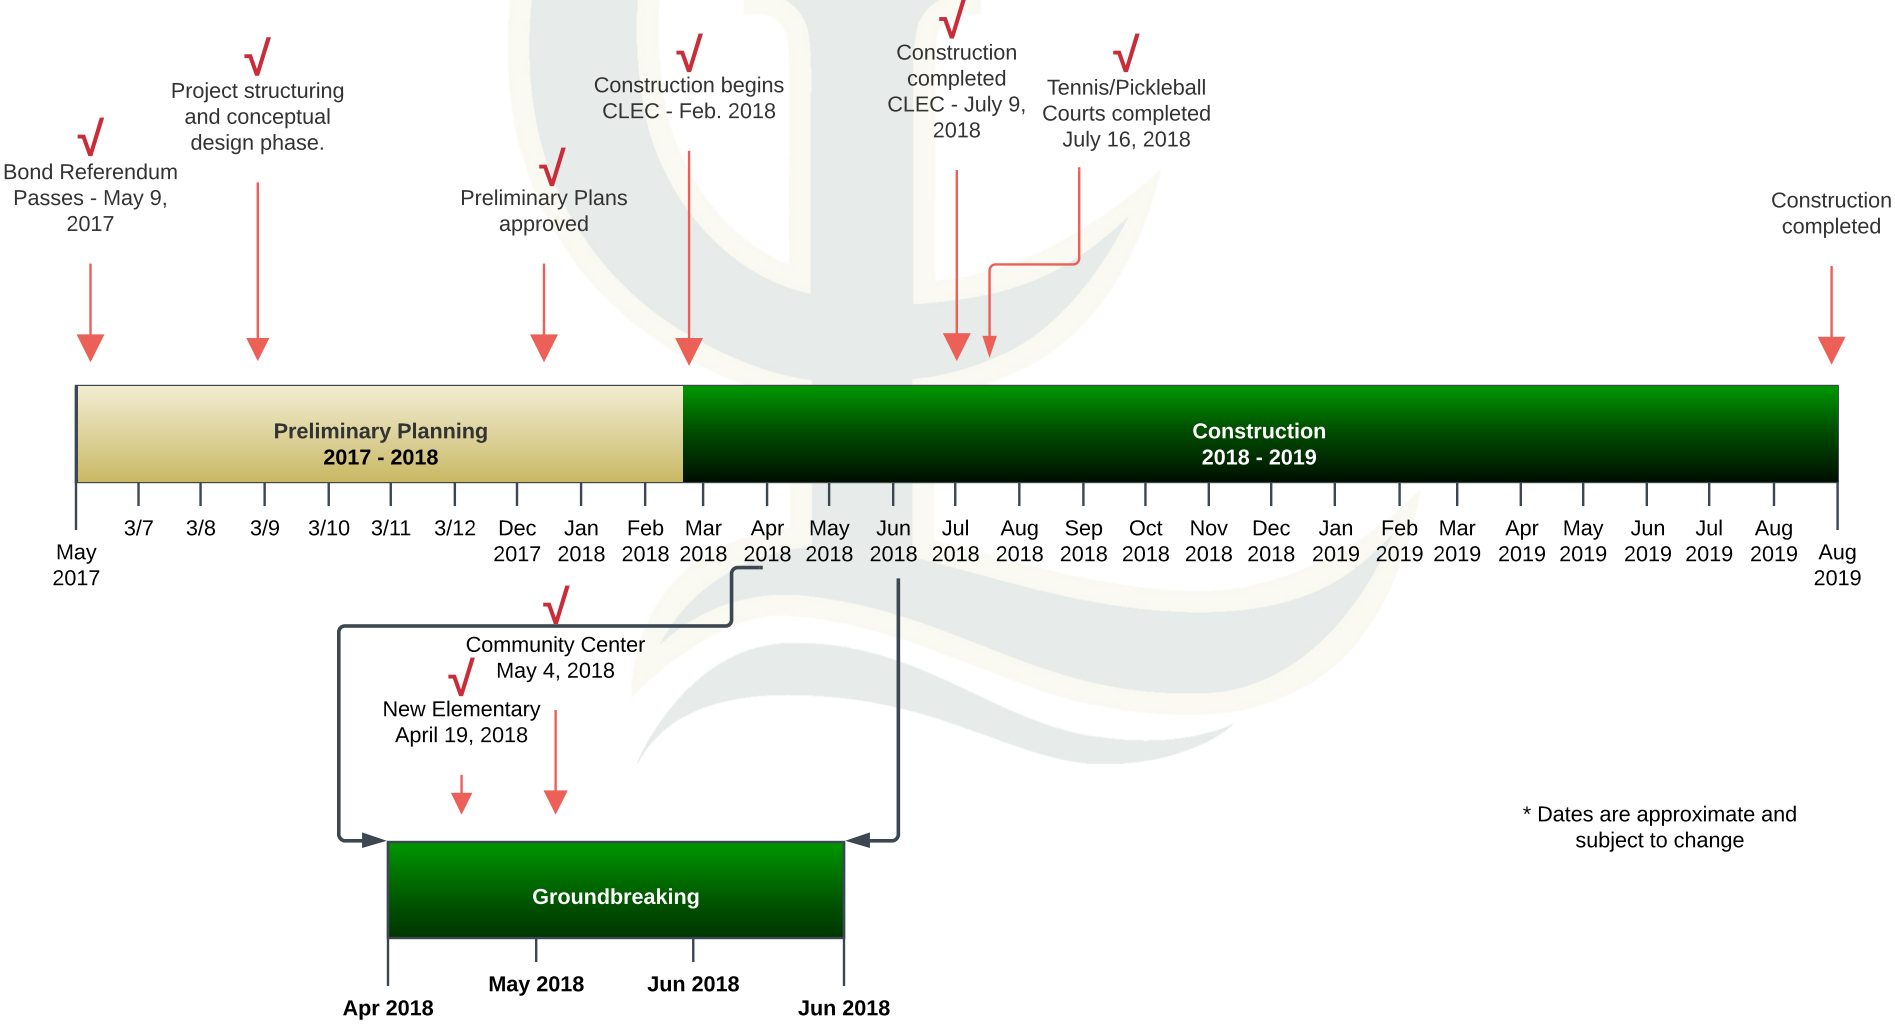 √
Bond Referendum
Passes - May 9,
2017
√
Project structuring
and conceptual
design phase.
√
Preliminary Plans
approved
√
Construction begins
CLEC - Feb. 2018
√
Construction
completed
CLEC - July 9,
2018
√
Tennis/Pickleball
Courts completed
July 16, 2018
Construction
completed
Preliminary Planning
2017 - 2018
Construction
2018 - 2019
May
2017
3/7
3/8
3/9
3/10
3/11
3/12
Dec
2017
Jan
2018
Feb
2018
Mar
2018
Apr
2018
May
2018
Jun
2018
Jul
2018
Aug
2018
Sep
2018
Oct
2018
Nov
2018
Dec
2018
Jan
2019
Feb
2019
Mar
2019
Apr
2019
May
2019
Jun
2019
Jul
2019
Aug
2019
Aug
2019
√
Community Center
May 4, 2018
√
New Elementary
April 19, 2018
* Dates are approximate and
subject to change
Groundbreaking
Apr 2018
May 2018
Jun 2018
Jun 2018